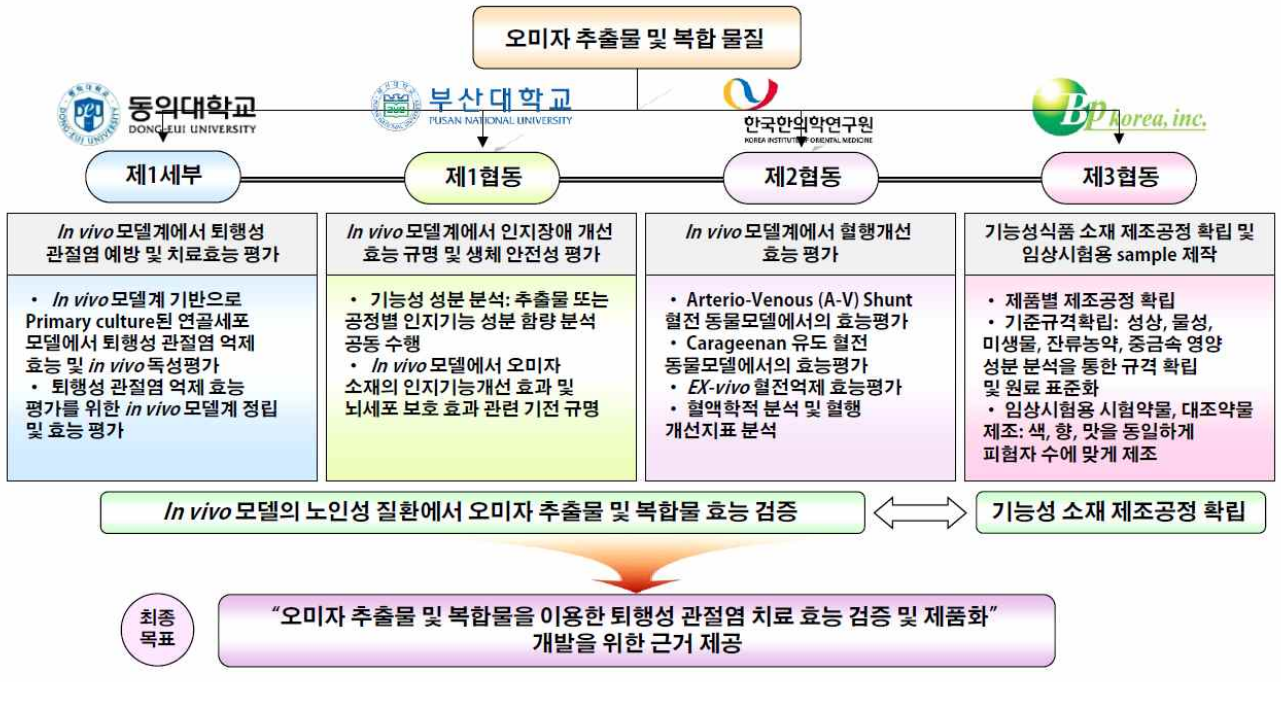 오미자 추출물 및 복합 물질
동의대학교
DONG-EUI UNIVERSITY
부산대학교
PUSAN NATIONAL UNIVERSITY
한국한의학연구원
KOREA INSTITUTE OF ORIENTAL MEDICINE
BP korea, inc.
제1세부
제1협동
제2협동
제3협동
In vivo 모델계에서 퇴행성
관절염 예방 및 치료효능 평가
• In vivo 모델계 기반으로
Primary culture된 연골세포
모델에서 퇴행성 관절염 억제
효능 및 in vivo 독성평가
• 퇴행성 관절염 억제 효능
평가를 위한 in vivo 모델계 정립
및 효능 평가
In vivo 모델계에서 인지장애 개선
효능 규명 및 생체 안전성 평가
• 기능성 성분 분석: 추출물 또는
공정별 인지기능 성분 함량 분석
공동 수행
• In vivo 모델에서 오미자
소재의 인지기능개선 효과 및
뇌세포 보호 효과 관련 기전 규명
In vivo 모델계에서 혈행개선
효능 평가
• Arterio-Venous (A-V) Shunt
혈전 동물모델에서의 효능평가
• Carageenan 유도 혈전
동물모델에서의 효능평가
• EX-vivo 혈전억제 효능평가
• 혈액학적 분석 및 혈행
개선지표 분석
기능성식품 소재 제조공정 확립 및
임상시험용 sample 제작
• 제품별 제조공정 확립
• 기준규격확립: 성상, 물성,
미생물, 잔류농약, 중금속 영양
성분 분석을 통한 규격 확립
및 원료 표준화
• 임상시험용 시험약물, 대조약물
제조: 색, 향, 맛을 동일하게
피험자 수에 맞게 제조
In vivo 모델의 노인성 질환에서 오미자 추출물 및 복합물 효능 검증
기능성 소재 제조공정 확립
최종
목표
“오미자 추출물 및 복합물을 이용한 퇴행성 관절염 치료 효능 검증 및 제품화”
개발을 위한 근거 제공